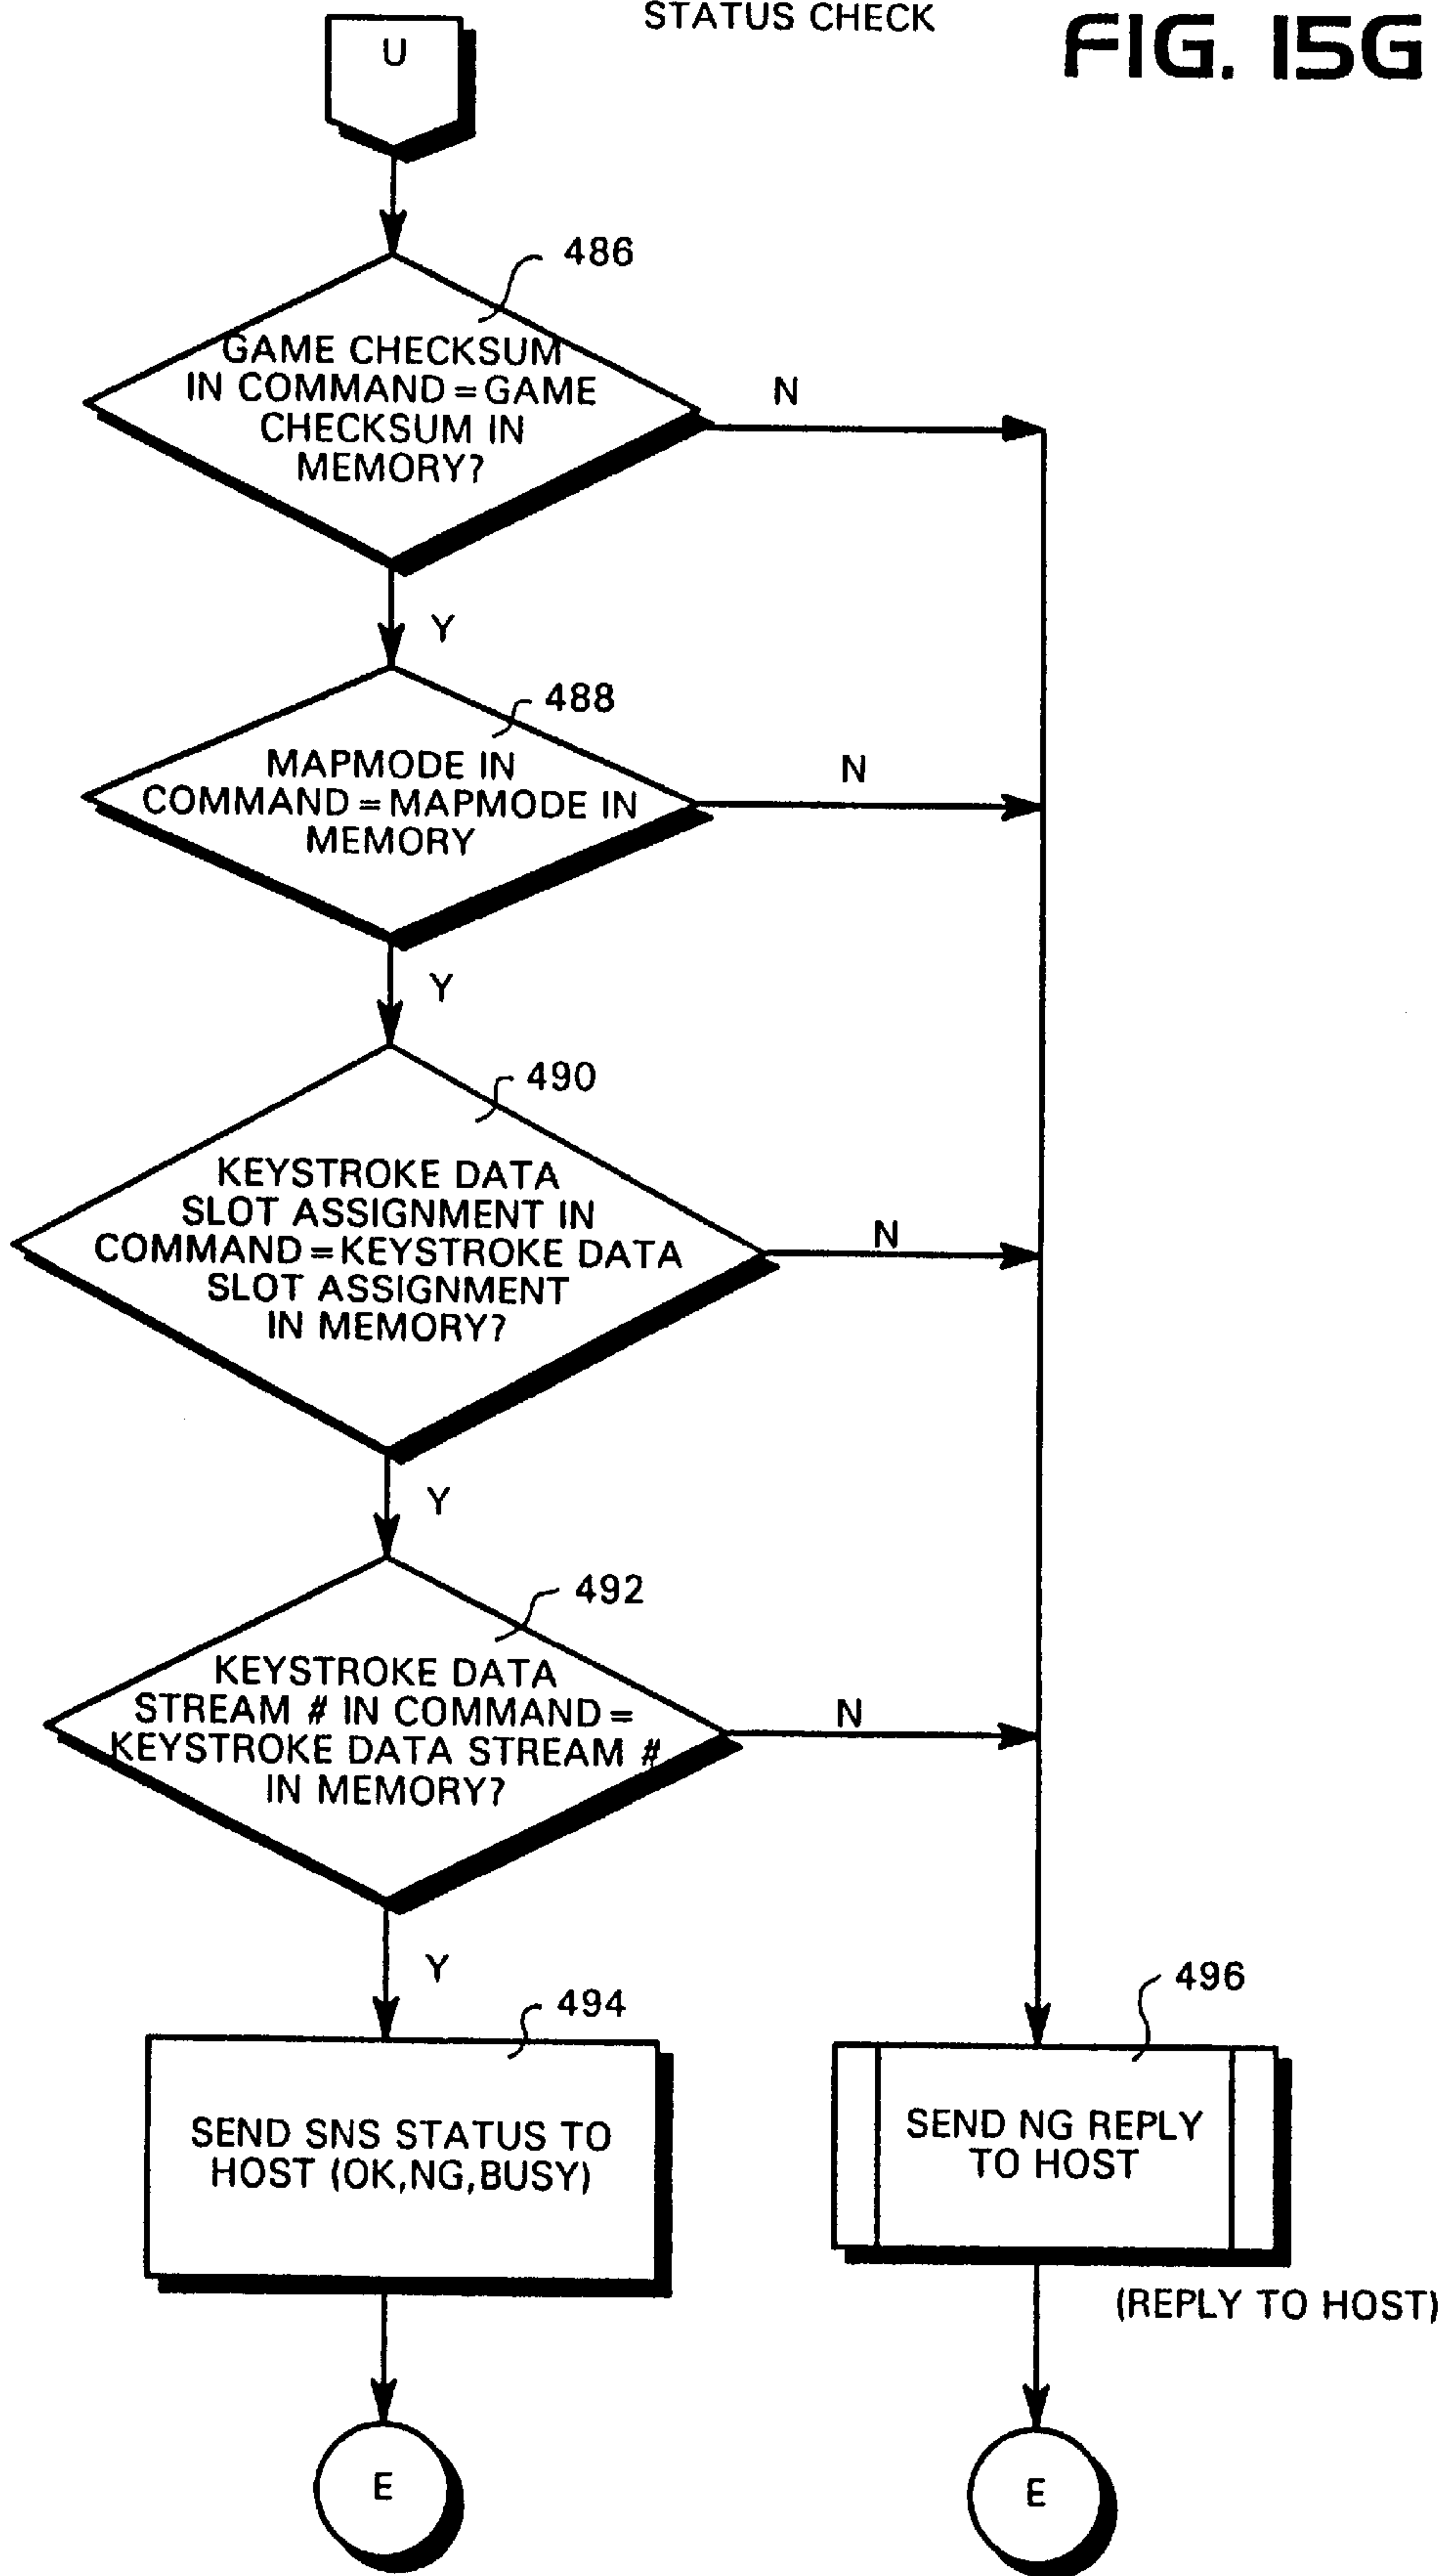 STATUS CHECK
FIG. 15G
U
486
GAME CHECKSUM
IN COMMAND=GAME
CHECKSUM IN
MEMORY?
N
Y
488
MAPMODE IN
COMMAND=MAPMODE IN
MEMORY
N
Y
490
KEYSTROKE DATA
SLOT ASSIGNMENT IN
COMMAND=KEYSTROKE DATA
SLOT ASSIGNMENT
IN MEMORY?
N
Y
492
KEYSTROKE DATA
STREAM # IN COMMAND=
KEYSTROKE DATA STREAM #
IN MEMORY?
N
Y
494
SEND SNS STATUS TO
HOST (OK,NG,BUSY)
496
SEND NG REPLY
TO HOST
(REPLY TO HOST)
E
E